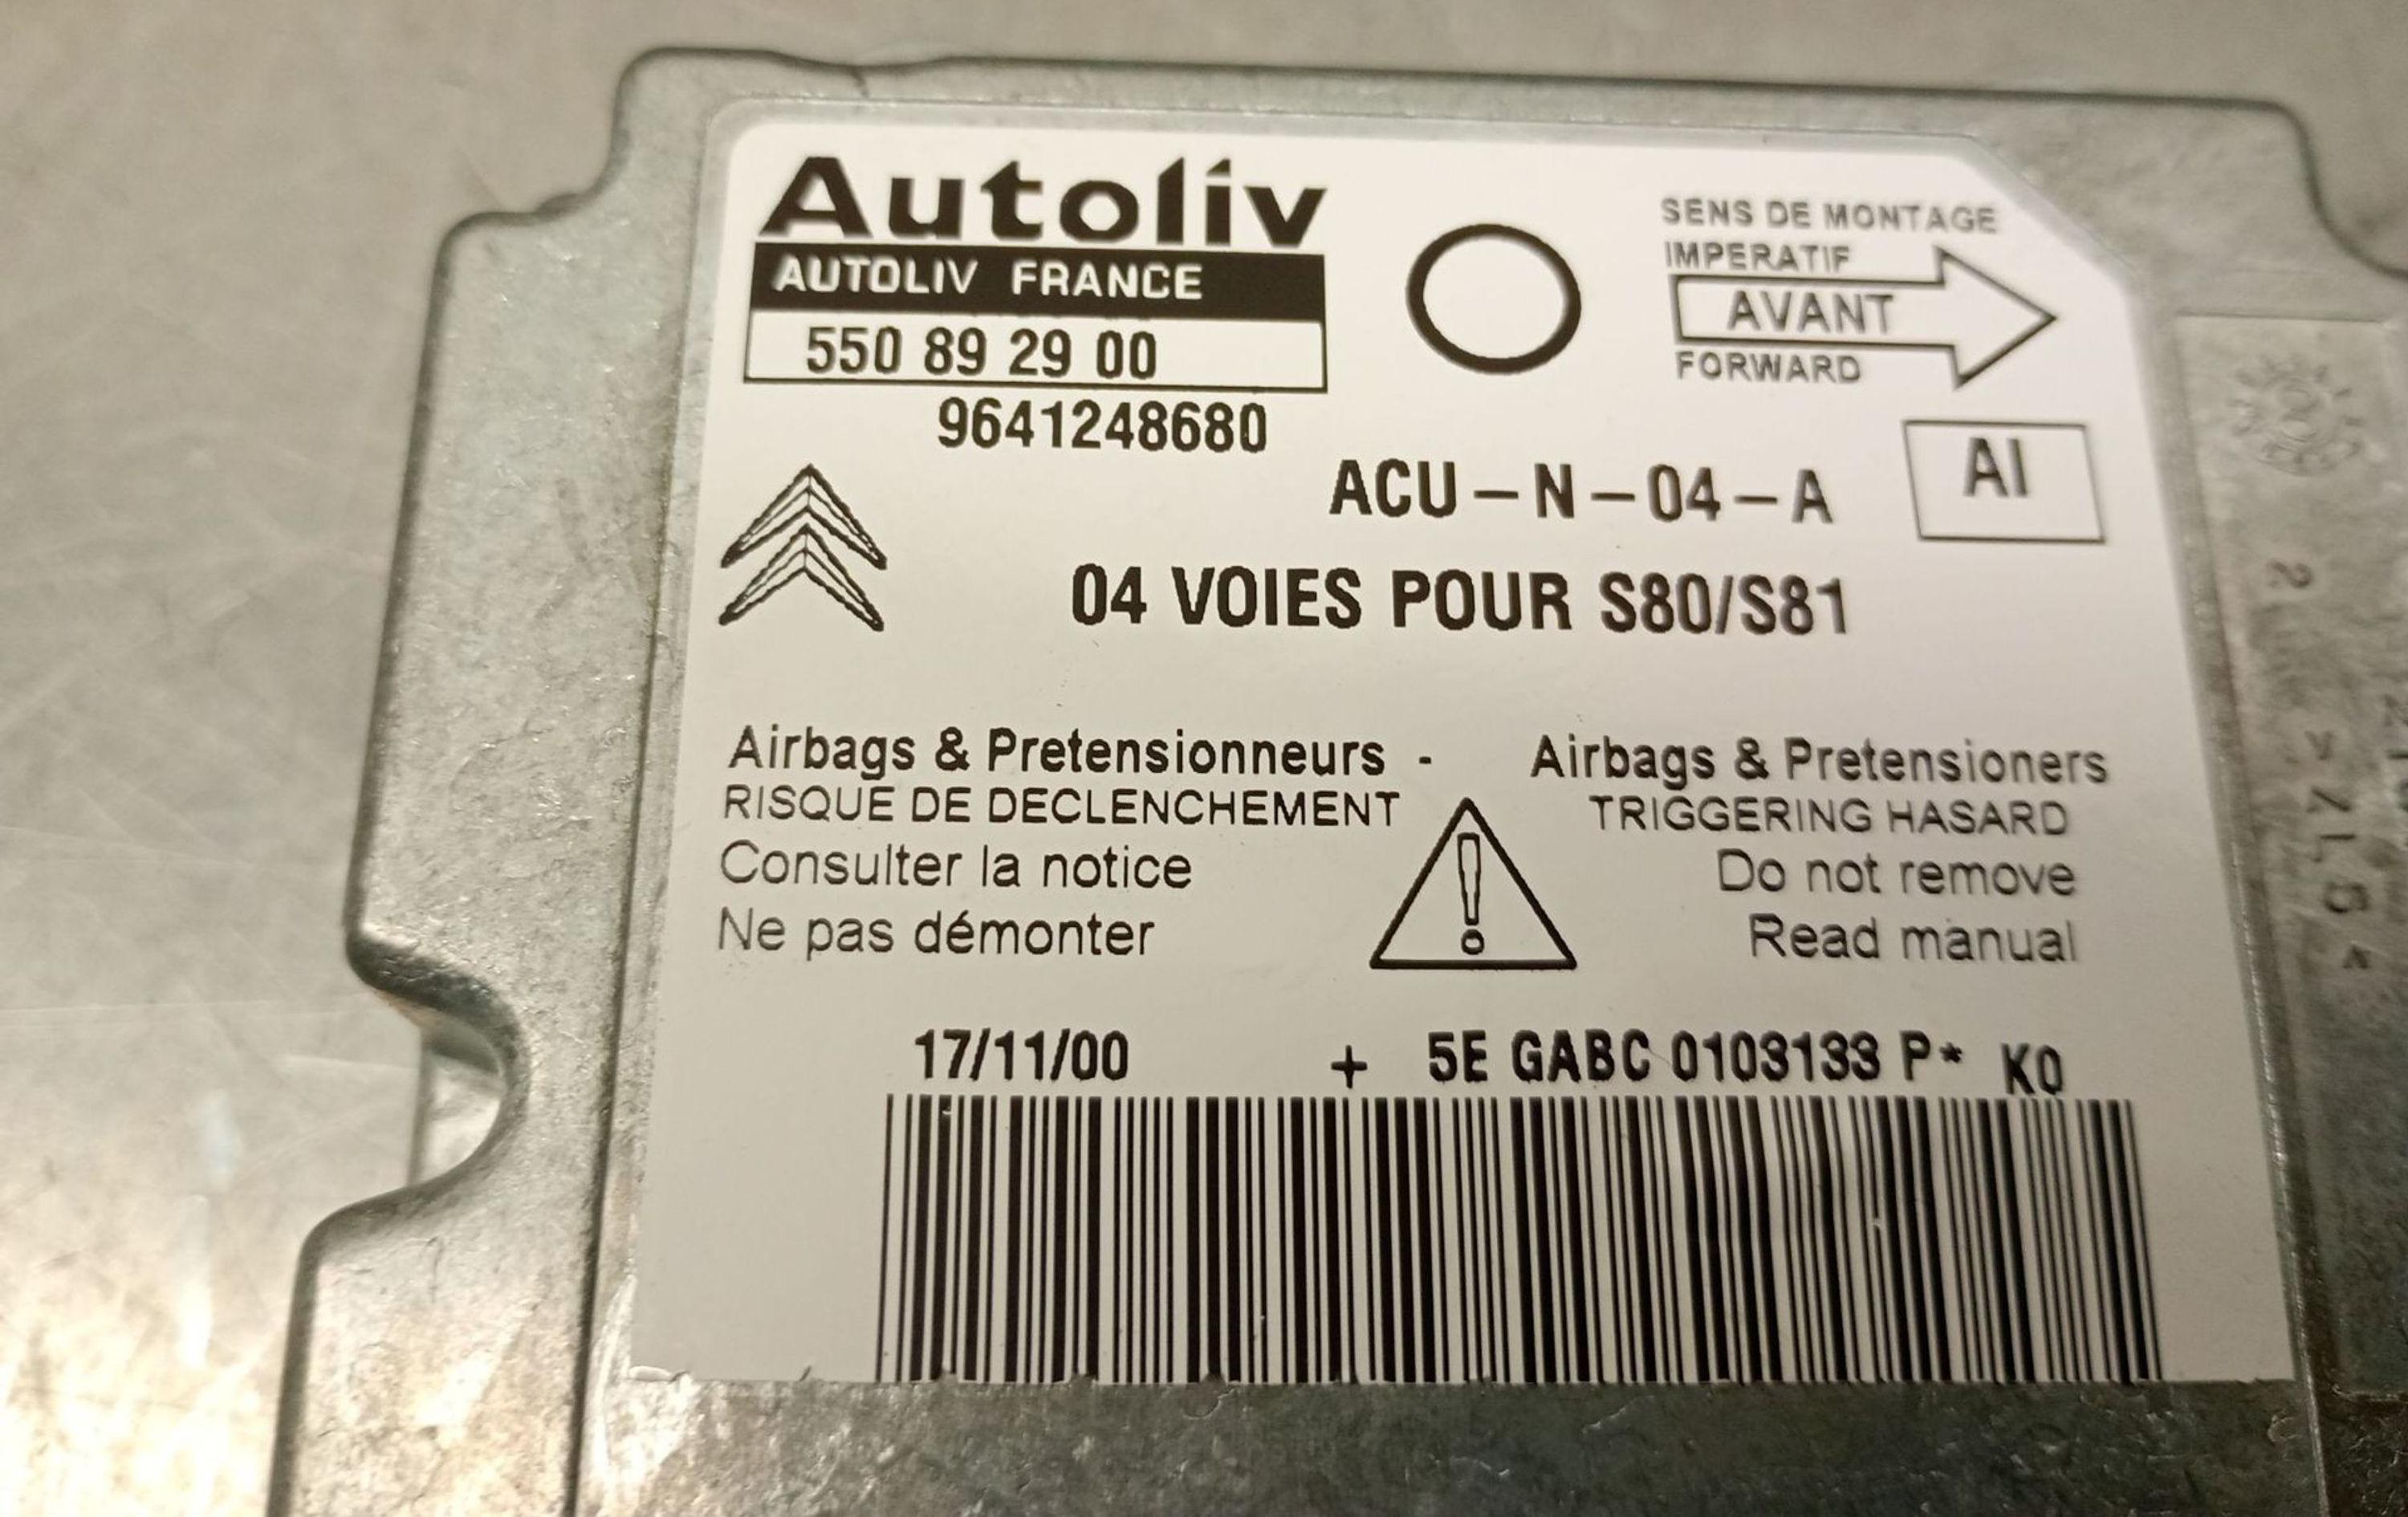 Autoliv
AUTOLIV FRANCE
550 89 29 00
9641248680
SENS DE MONTAGE
IMPERATIF
AVANT
FORWARD
ACU-N-04-A
AI
04 VOIES POUR S80/S81
Airbags & Pretensionneurs - Airbags & Pretensioners
RISQUE DE DECLENCHEMENT
TRIGGERING HASARD
Consulter la notice
Do not remove
Ne pas démonter
Read manual
17/11/00 + 5E GABC 0103133 P* K0